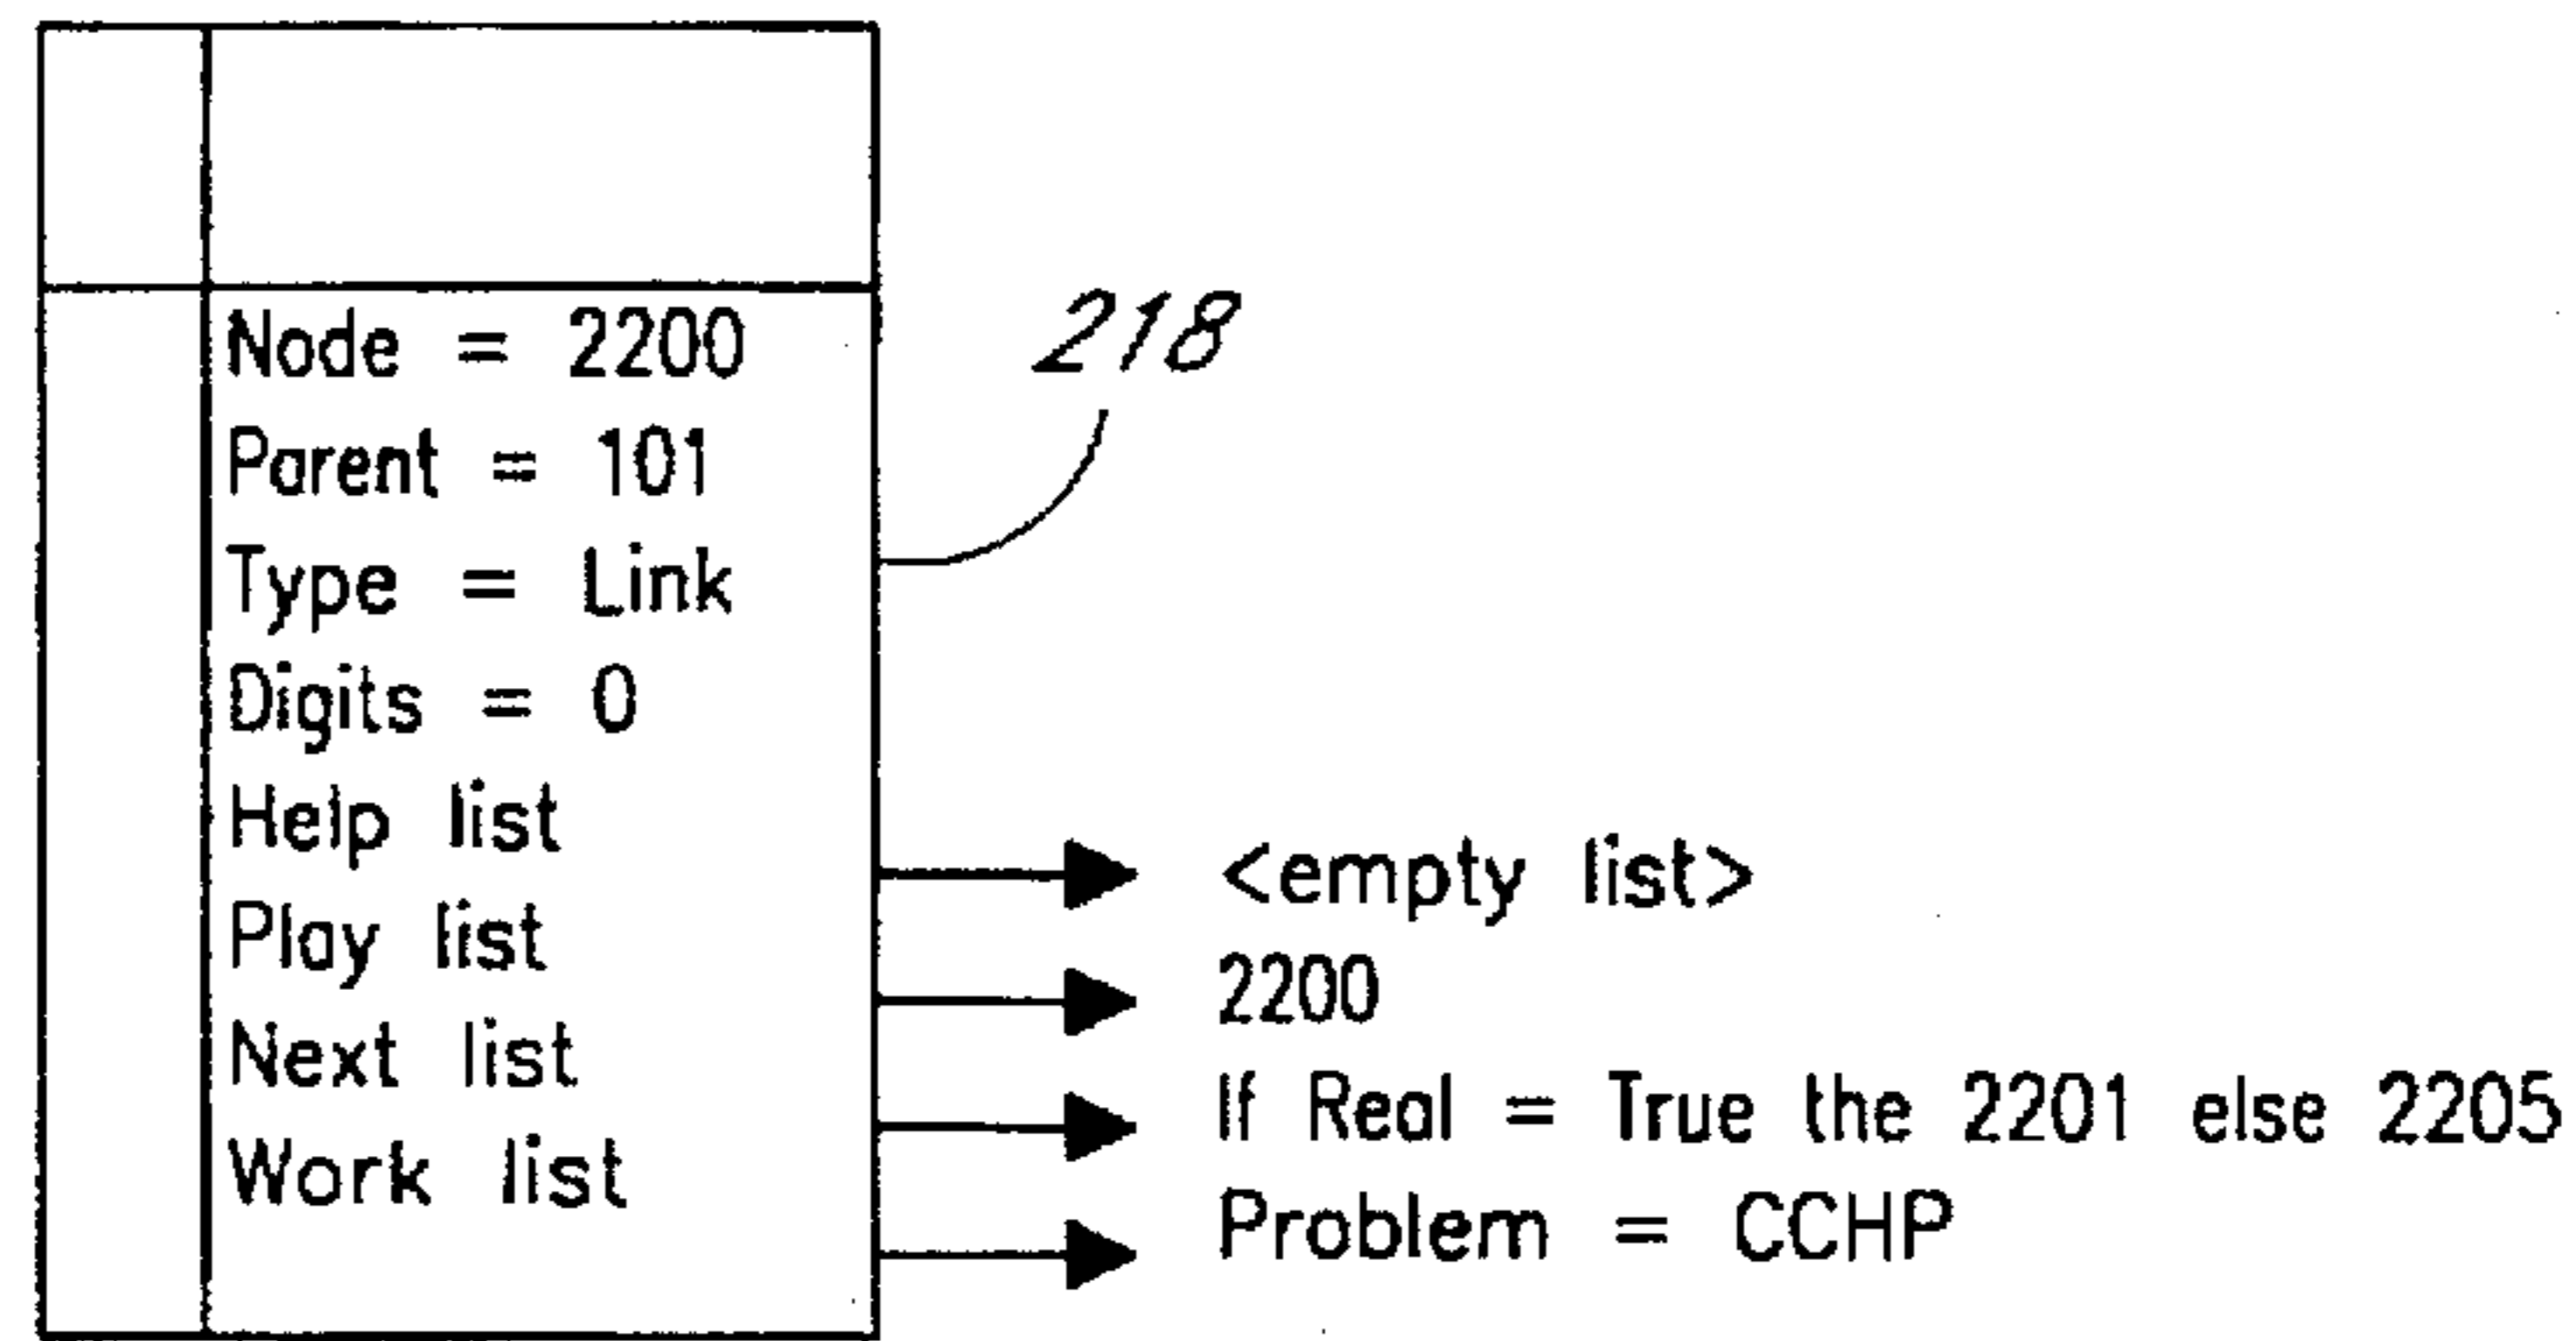 Node = 2200
218
Parent = 101
Type = Link
Digits = 0
Help list
<empty list>
Play list
2200
Next list
If Real = True the 2201 else 2205
Work list
Problem = CCHP